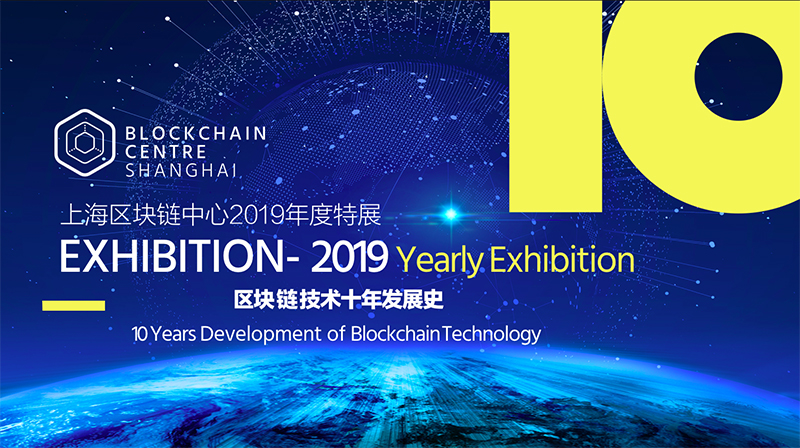 10
BLOCKCHAIN
CENTRE
SHANGHAI
上海区块链中心2019年度特展
EXHIBITION- 2019 Yearly Exhibition
区块链技术十年发展史
10 Years Development of Blockchain Technology